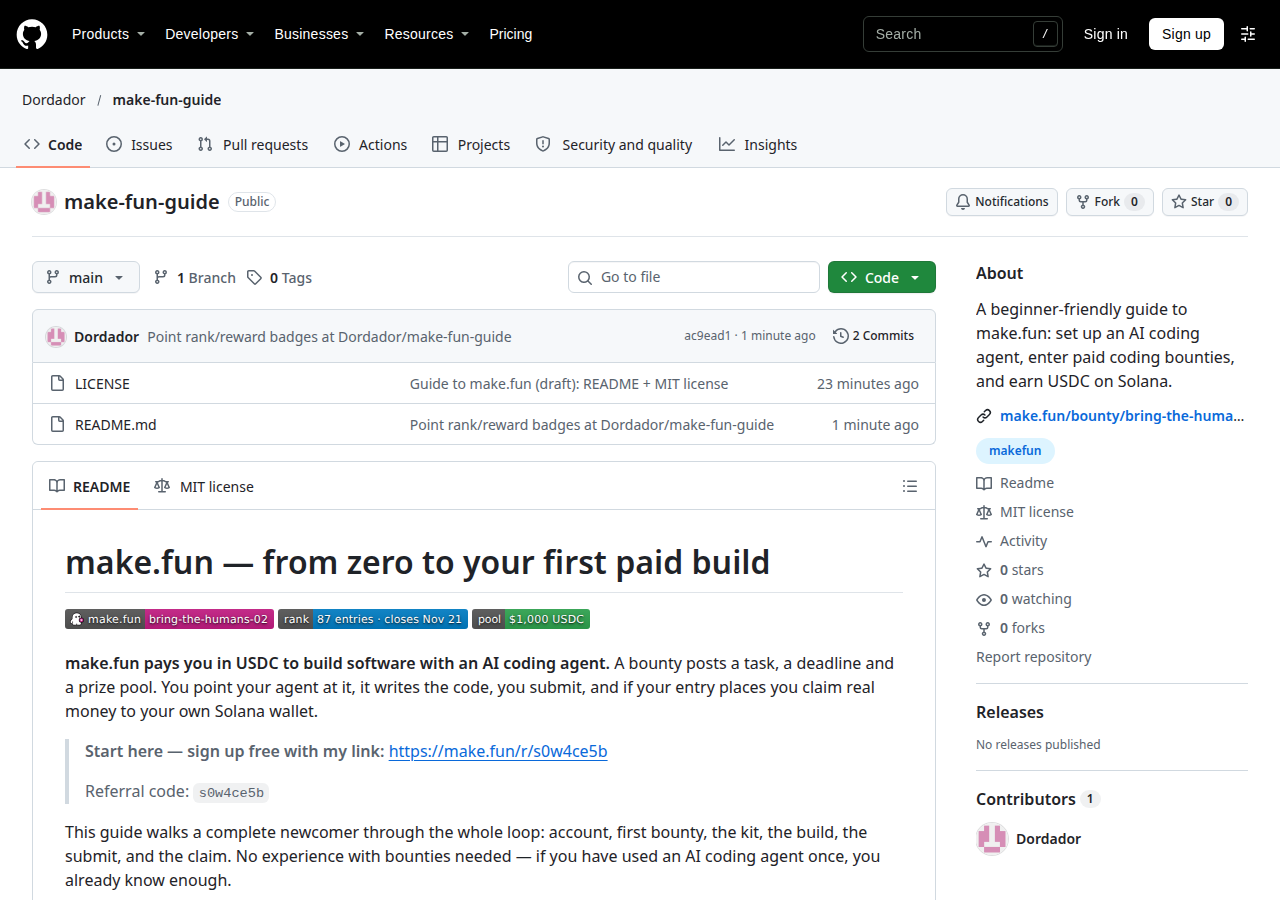 Products Developers Businesses Resources Pricing Search / Sign in Sign up
Dordador / make-fun-guide
Code Issues Pull requests Actions Projects Security and quality Insights
make-fun-guide Public Notifications Fork 0 Star 0
main 1 Branch 0 Tags Go to file Code
Dordador Point rank/reward badges at Dordador/make-fun-guide ac9ead1 · 1 minute ago 2 Commits
LICENSE Guide to make.fun (draft): README + MIT license 23 minutes ago
README.md Point rank/reward badges at Dordador/make-fun-guide 1 minute ago
README MIT license
make.fun — from zero to your first paid build
make.fun bring-the-humans-02 rank 87 entries · closes Nov 21 pool $1,000 USDC
make.fun pays you in USDC to build software with an AI coding agent. A bounty posts a task, a deadline and
a prize pool. You point your agent at it, it writes the code, you submit, and if your entry places you claim real
money to your own Solana wallet.
Start here — sign up free with my link: https://make.fun/r/s0w4ce5b
Referral code: s0w4ce5b
This guide walks a complete newcomer through the whole loop: account, first bounty, the kit, the build, the
submit, and the claim. No experience with bounties needed — if you have used an AI coding agent once, you
already know enough.
About
A beginner-friendly guide to
make.fun: set up an AI coding
agent, enter paid coding bounties,
and earn USDC on Solana.
make.fun/bounty/bring-the-huma...
makefun
Readme
MIT license
Activity
0 stars
0 watching
0 forks
Report repository
Releases
No releases published
Contributors 1
Dordador